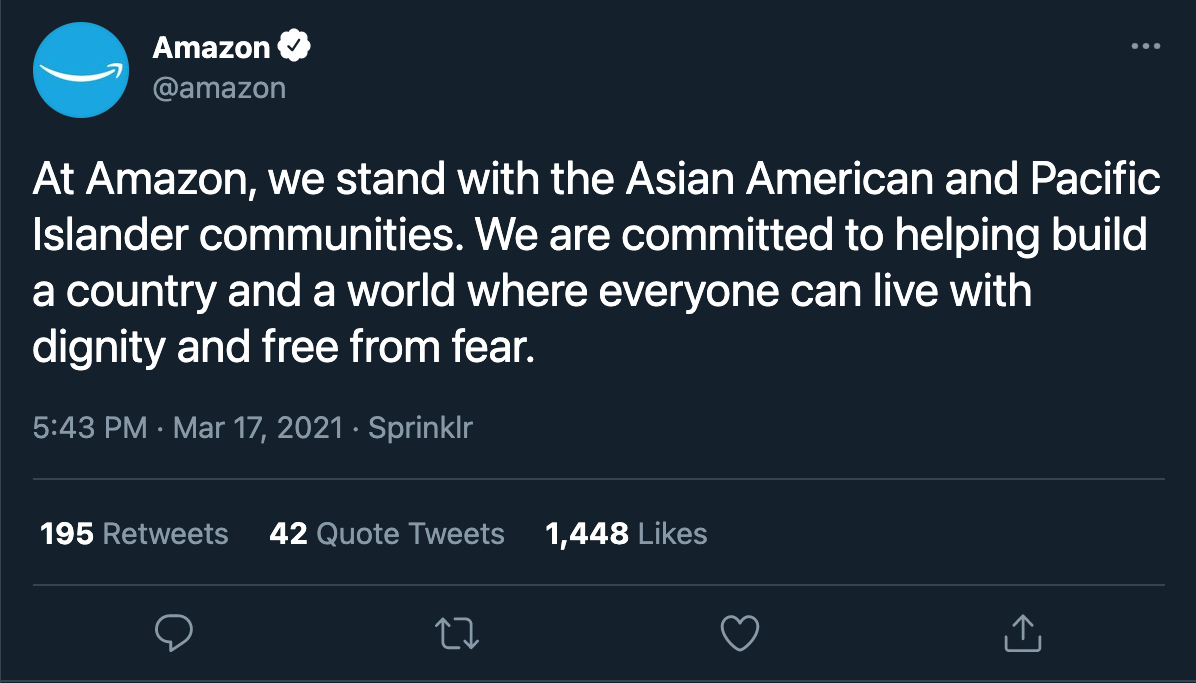 Amazon
@amazon
At Amazon, we stand with the Asian American and Pacific
Islander communities. We are committed to helping build
a country and a world where everyone can live with
dignity and free from fear.
5:43 PM · Mar 17, 2021 · Sprinklr
195 Retweets 42 Quote Tweets 1,448 Likes